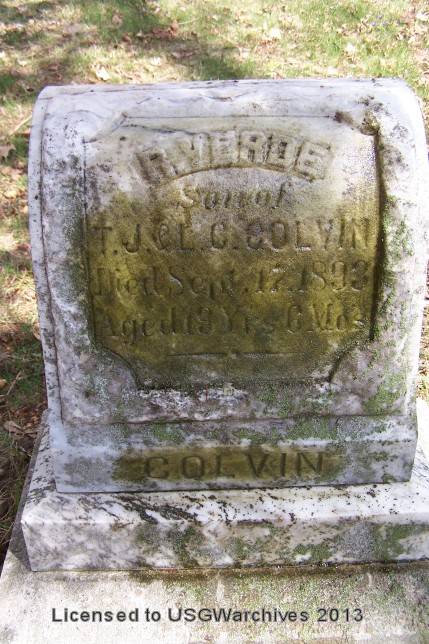 R. VERDE
Son of
T. J. & L. C. COLVIN
Died Sept. 17, 1893
Aged 19 Yrs 6 Mos
COLVIN
Licensed to USGWarchives 2013